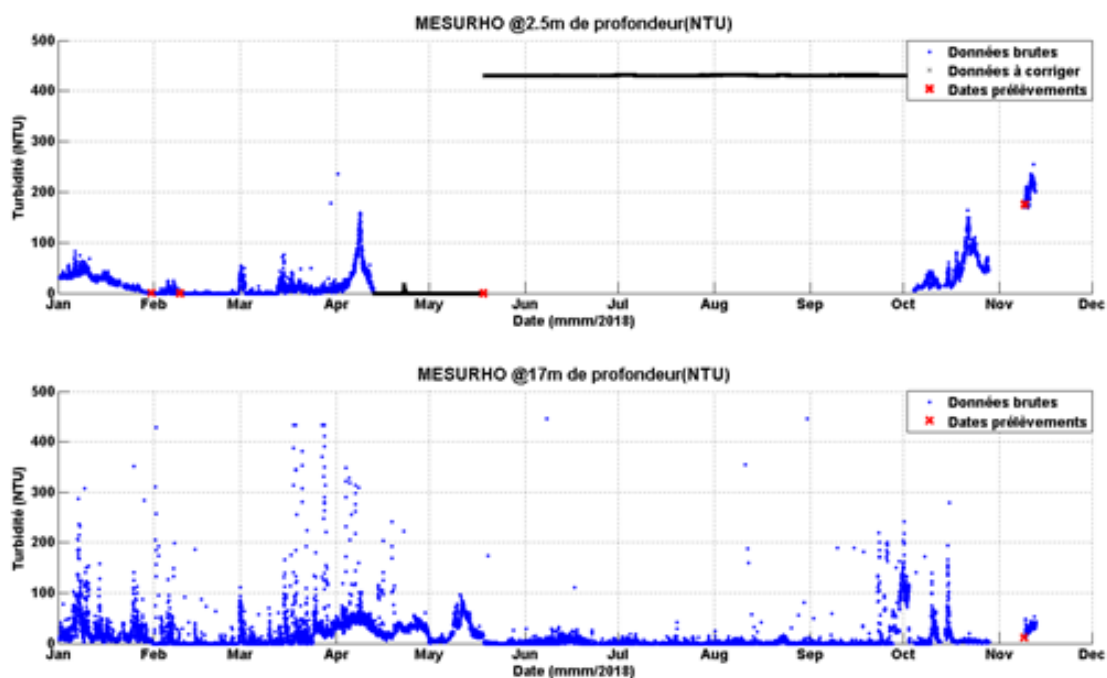 MESURHO @2.5m de profondeur(NTU)
500
400
300
200
100
0
Turbidité (NTU)
Données brutes
Données à corriger
Dates prélèvements
Jan Feb Mar Apr May Jun Jul Aug Sep Oct Nov Dec
Date (mmm/2018)
MESURHO @17m de profondeur(NTU)
500
400
300
200
100
0
Turbidité (NTU)
Données brutes
Dates prélèvements
Jan Feb Mar Apr May Jun Jul Aug Sep Oct Nov Dec
Date (mmm/2018)